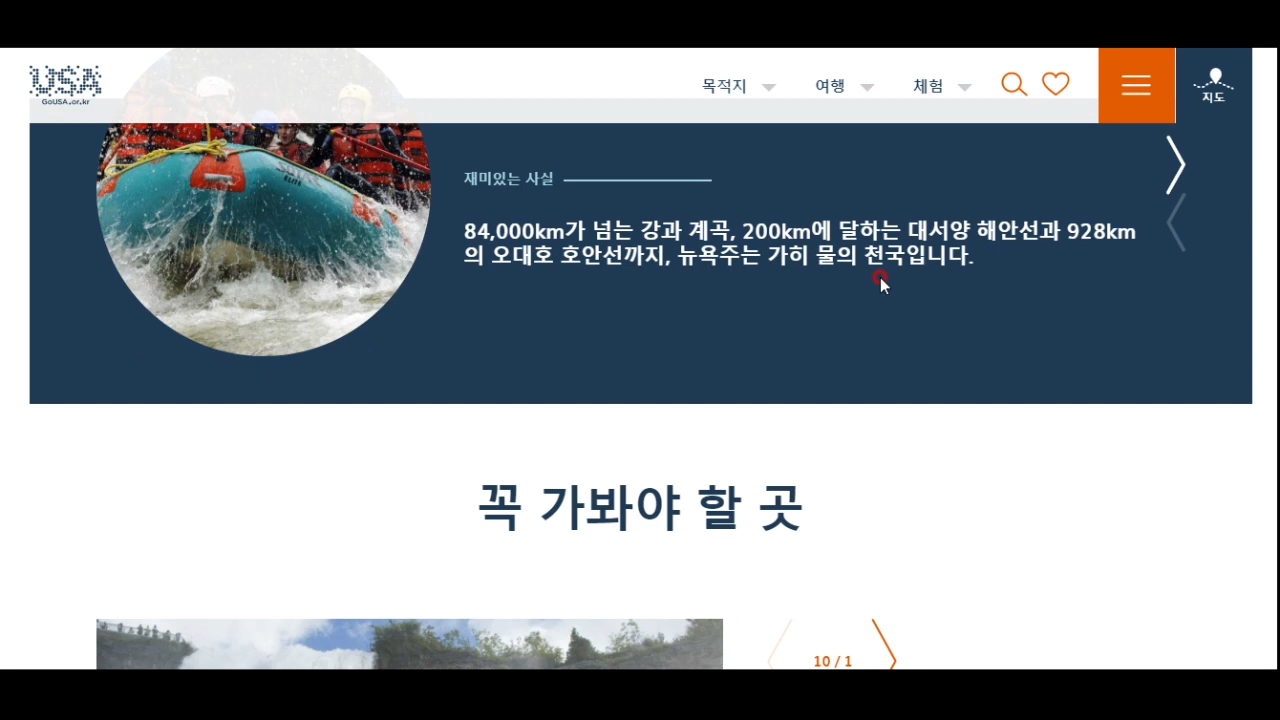 USA
GoUSA.or.kr
목적지
여행
체험
지도
재미있는 사실
84,000km가 넘는 강과 계곡, 200km에 달하는 대서양 해안선과 928km
의 오대호 호안선까지, 뉴욕주는 가히 물의 천국입니다.
꼭 가봐야 할 곳
10 / 1